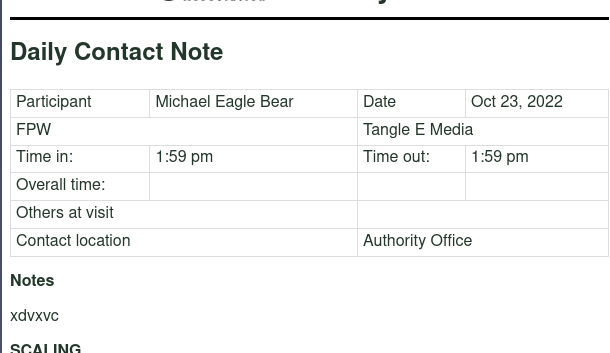 Daily Contact Note
Participant Michael Eagle Bear Date Oct 23, 2022
FPW Tangle E Media
Time in: 1:59 pm Time out: 1:59 pm
Overall time:
Others at visit
Contact location Authority Office
Notes
xdvxvc
SCALING